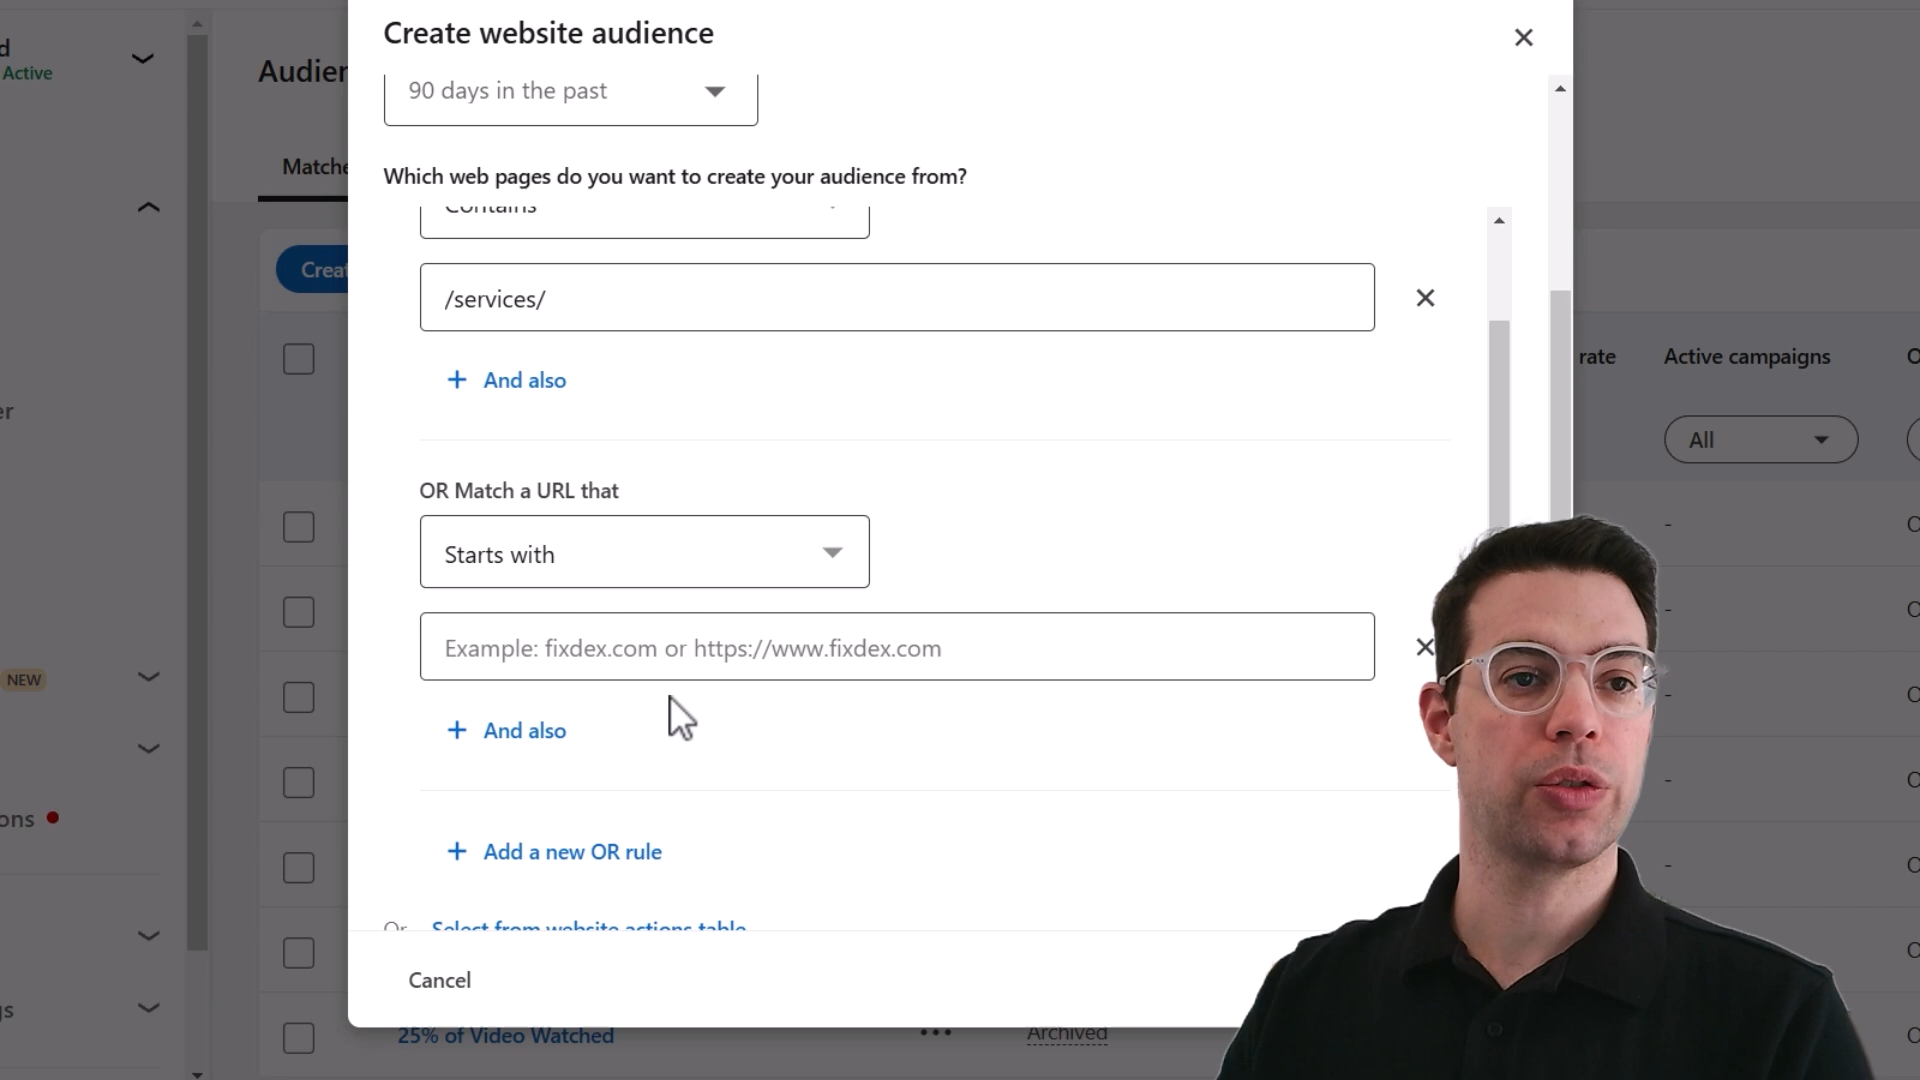 Create website audience
d
Active
Audien
90 days in the past
Matche
Which web pages do you want to create your audience from?
Contains
Creat
/services/
rate
Active campaigns
And also
er
All
OR Match a URL that
Starts with
Example: fixdex.com or https://www.fixdex.com
NEW
And also
ons
Add a new OR rule
Or
Select from website actions table
Cancel
gs
25% of Video Watched
Archived